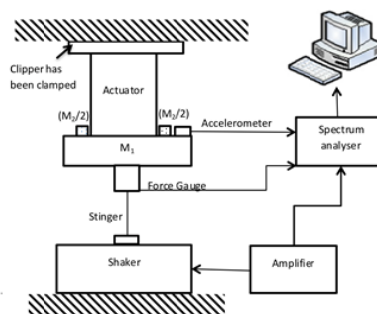 Clipper has
been clamped
Actuator
(M₂/2)
(M₂/2)
Accelerometer
M₁
Spectrum
analyser
Force Gauge
Stinger
Shaker
Amplifier